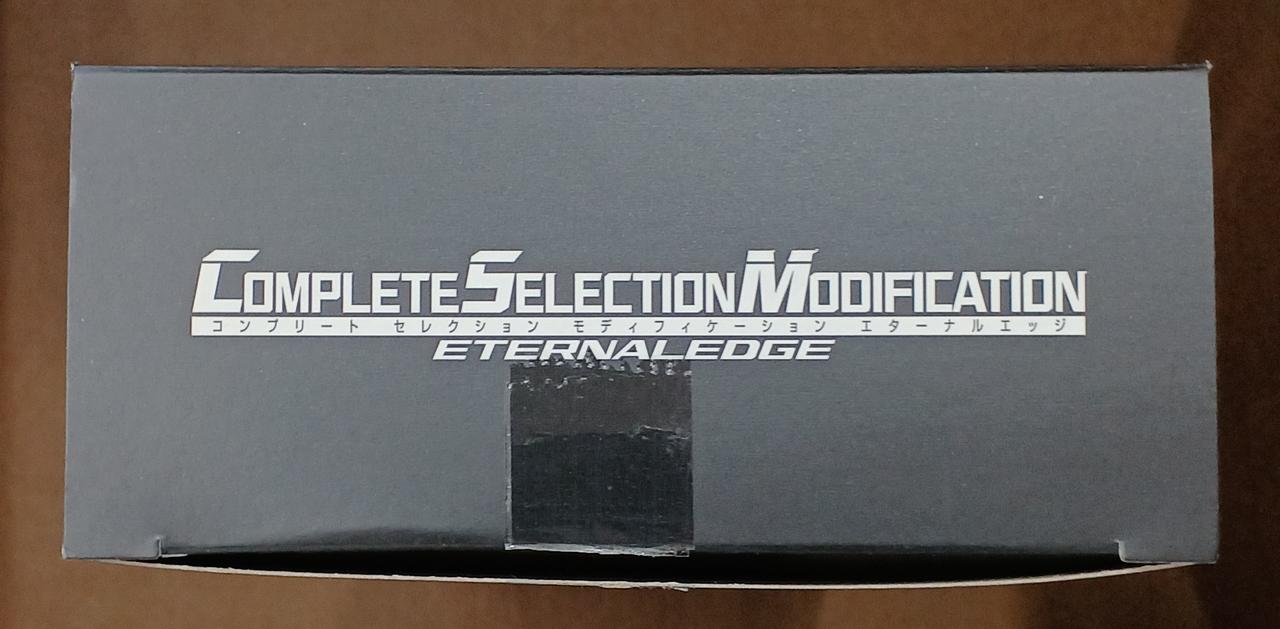 COMPLETE SELECTION MODIFICATION
コンプリート セレクション モディフィケーション エターナルエッジ
ETERNALEDGE